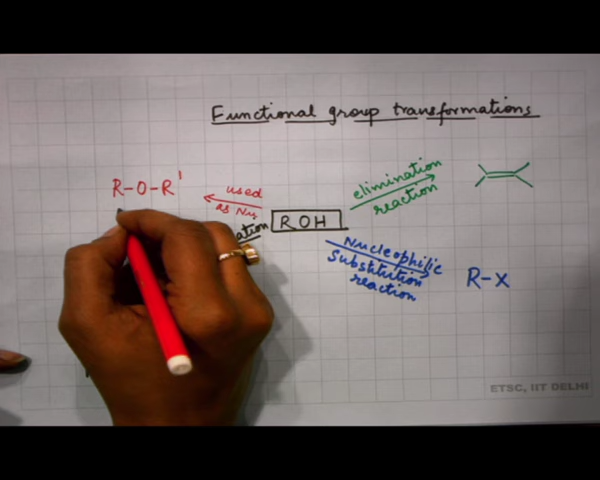 Functional group transformations
R-O-R'
used
as Nu
elimination
reaction
ROH
Nucleophilic
Substitution
reaction
R-X
ETSC, IIT DELHI